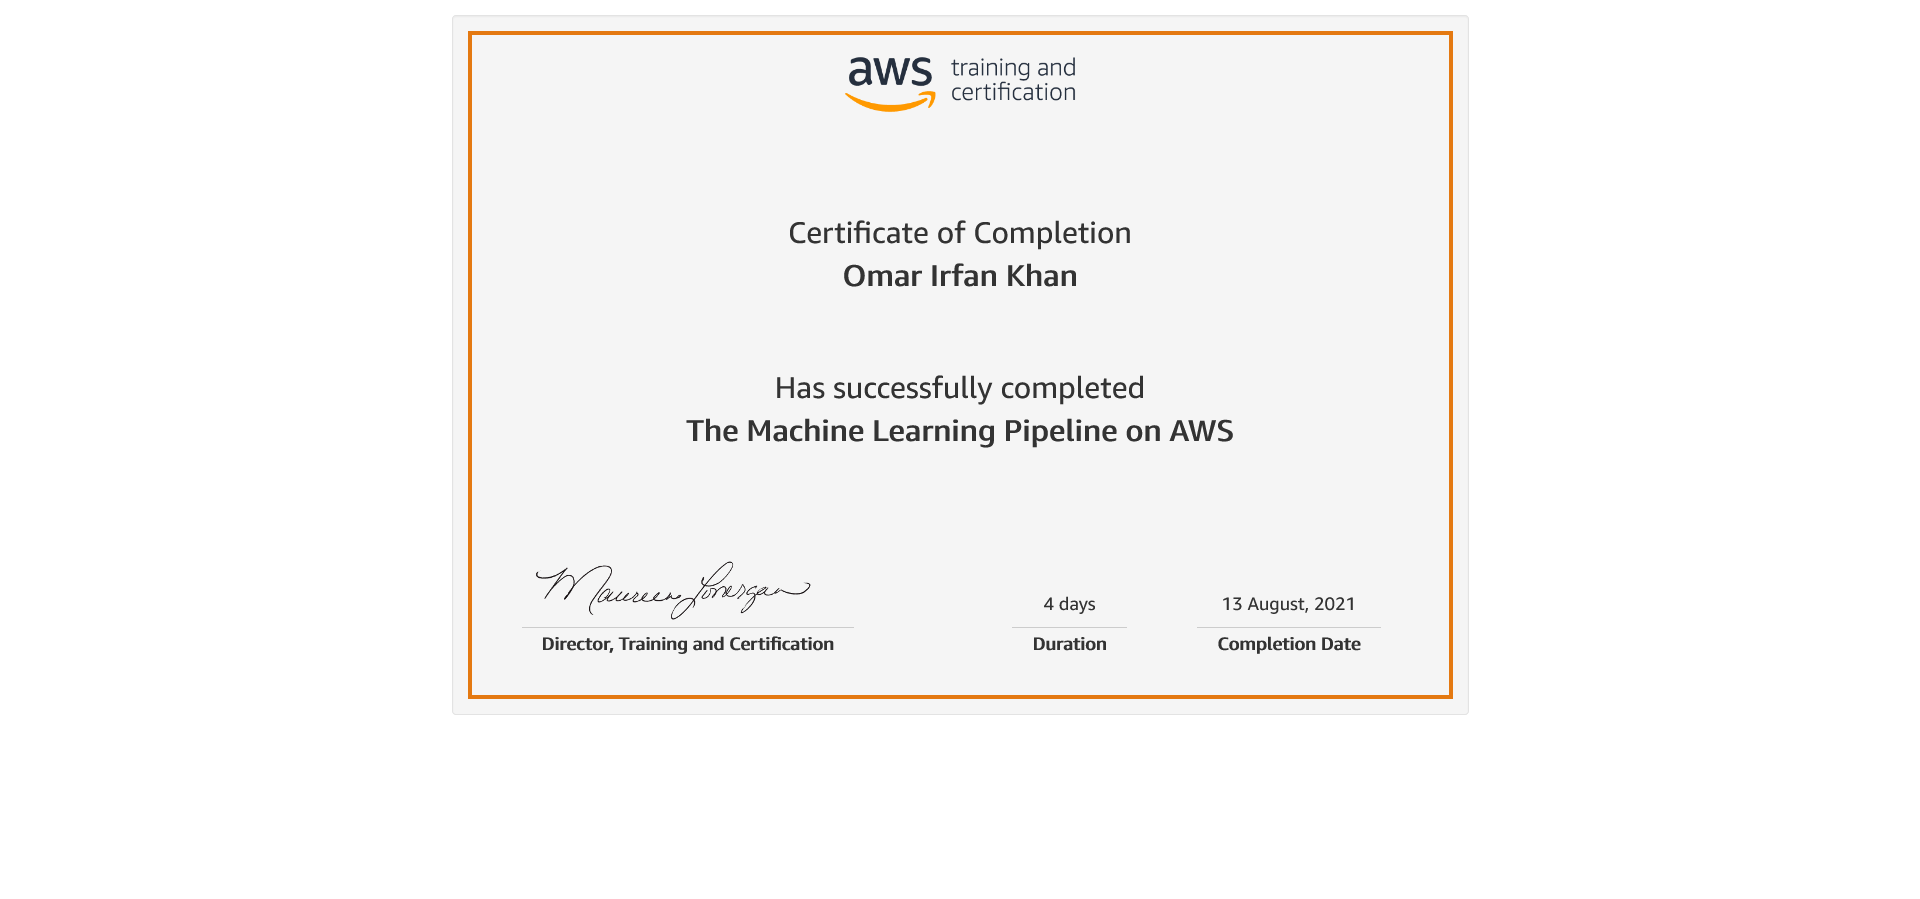 aws training and
certification
Certificate of Completion
Omar Irfan Khan
Has successfully completed
The Machine Learning Pipeline on AWS
Maureen Lonergan
Director, Training and Certification
4 days
Duration
13 August, 2021
Completion Date